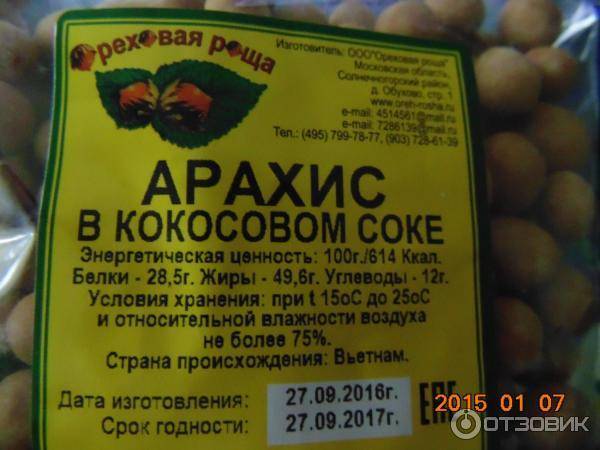 Ореховая роща
Изготовитель: ООО"Ореховая роща"
Московская область,
Солнечногорский район,
д. Обухово, стр. 1
www.oreh-rosha.ru
e-mail: 4514561@mail.ru
e-mail: 7286139@mail.ru
Тел.: (495) 799-78-77, (903) 728-61-39
АРАХИС
В КОКОСОВОМ СОКЕ
Энергетическая ценность: 100г./614 Ккал.
Белки - 28,5г. Жиры - 49,6г. Углеводы - 12г.
Условия хранения: при t 15оС до 25оС
и относительной влажности воздуха
не более 75%.
Страна происхождения: Вьетнам.
Дата изготовления: 27.09.2016г.
Срок годности: 27.09.2017г.
EAC
2015 01 07
ОТЗОВИК